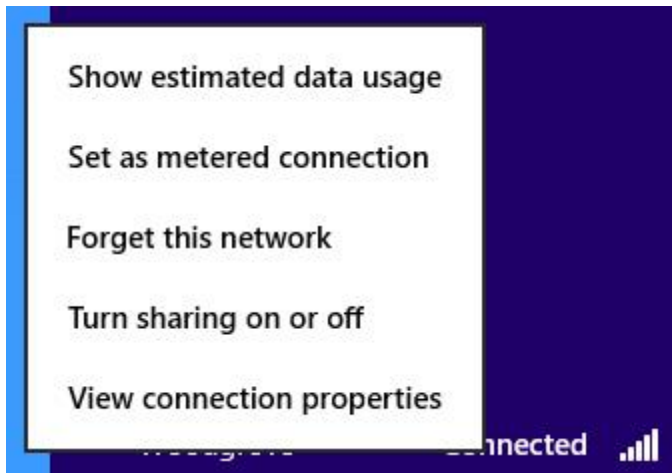 Show estimated data usage
Set as metered connection
Forget this network
Turn sharing on or off
View connection properties
Connected